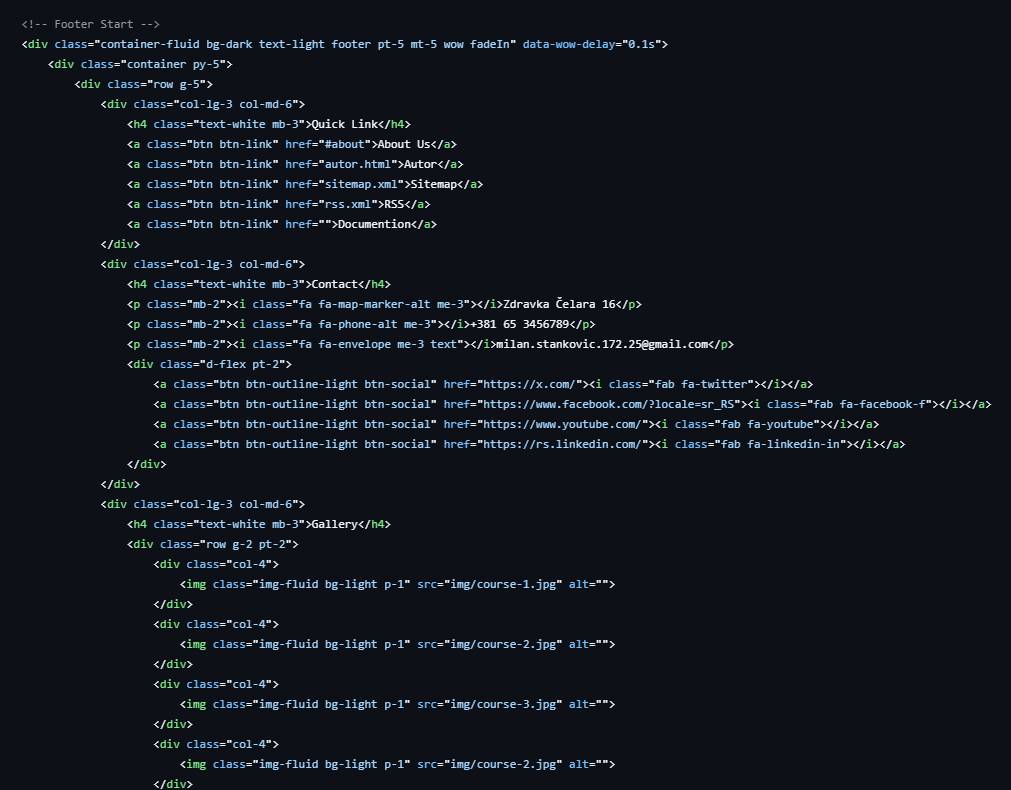 <!-- Footer Start -->
<div class="container-fluid bg-dark text-light footer pt-5 mt-5 wow fadeIn" data-wow-delay="0.1s">
    <div class="container py-5">
        <div class="row g-5">
            <div class="col-lg-3 col-md-6">
                <h4 class="text-white mb-3">Quick Link</h4>
                <a class="btn btn-link" href="#about">About Us</a>
                <a class="btn btn-link" href="autor.html">Autor</a>
                <a class="btn btn-link" href="sitemap.xml">Sitemap</a>
                <a class="btn btn-link" href="rss.xml">RSS</a>
                <a class="btn btn-link" href="">Documention</a>
            </div>
            <div class="col-lg-3 col-md-6">
                <h4 class="text-white mb-3">Contact</h4>
                <p class="mb-2"><i class="fa fa-map-marker-alt me-3"></i>Zdravka Čelara 16</p>
                <p class="mb-2"><i class="fa fa-phone-alt me-3"></i>+381 65 3456789</p>
                <p class="mb-2"><i class="fa fa-envelope me-3 text"></i>milan.stankovic.172.25@gmail.com</p>
                <div class="d-flex pt-2">
                    <a class="btn btn-outline-light btn-social" href="https://x.com/"><i class="fab fa-twitter"></i></a>
                    <a class="btn btn-outline-light btn-social" href="https://www.facebook.com/?locale=sr_RS"><i class="fab fa-facebook-f"></i></a>
                    <a class="btn btn-outline-light btn-social" href="https://www.youtube.com/"><i class="fab fa-youtube"></i></a>
                    <a class="btn btn-outline-light btn-social" href="https://rs.linkedin.com/"><i class="fab fa-linkedin-in"></i></a>
                </div>
            </div>
            <div class="col-lg-3 col-md-6">
                <h4 class="text-white mb-3">Gallery</h4>
                <div class="row g-2 pt-2">
                    <div class="col-4">
                        <img class="img-fluid bg-light p-1" src="img/course-1.jpg" alt="">
                    </div>
                    <div class="col-4">
                        <img class="img-fluid bg-light p-1" src="img/course-2.jpg" alt="">
                    </div>
                    <div class="col-4">
                        <img class="img-fluid bg-light p-1" src="img/course-3.jpg" alt="">
                    </div>
                    <div class="col-4">
                        <img class="img-fluid bg-light p-1" src="img/course-2.jpg" alt="">
                    </div>